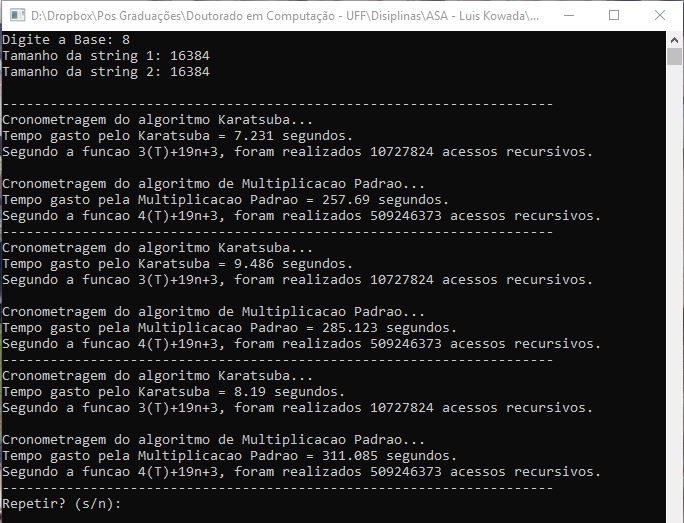 D:\Dropbox\Pos Graduações\Doutorado em Computação - UFF\Disiplinas\ASA - Luis Kowada\...
Digite a Base: 8
Tamanho da string 1: 16384
Tamanho da string 2: 16384
---------------------------------------------------------------------
Cronometragem do algoritmo Karatsuba...
Tempo gasto pelo Karatsuba = 7.231 segundos.
Segundo a funcao 3(T)+19n+3, foram realizados 10727824 acessos recursivos.
Cronometragem do algoritmo de Multiplicacao Padrao...
Tempo gasto pela Multiplicacao Padrao = 257.69 segundos.
Segundo a funcao 4(T)+19n+3, foram realizados 509246373 acessos recursivos.
---------------------------------------------------------------------
Cronometragem do algoritmo Karatsuba...
Tempo gasto pelo Karatsuba = 9.486 segundos.
Segundo a funcao 3(T)+19n+3, foram realizados 10727824 acessos recursivos.
Cronometragem do algoritmo de Multiplicacao Padrao...
Tempo gasto pela Multiplicacao Padrao = 285.123 segundos.
Segundo a funcao 4(T)+19n+3, foram realizados 509246373 acessos recursivos.
---------------------------------------------------------------------
Cronometragem do algoritmo Karatsuba...
Tempo gasto pelo Karatsuba = 8.19 segundos.
Segundo a funcao 3(T)+19n+3, foram realizados 10727824 acessos recursivos.
Cronometragem do algoritmo de Multiplicacao Padrao...
Tempo gasto pela Multiplicacao Padrao = 311.085 segundos.
Segundo a funcao 4(T)+19n+3, foram realizados 509246373 acessos recursivos.
---------------------------------------------------------------------
Repetir? (s/n):